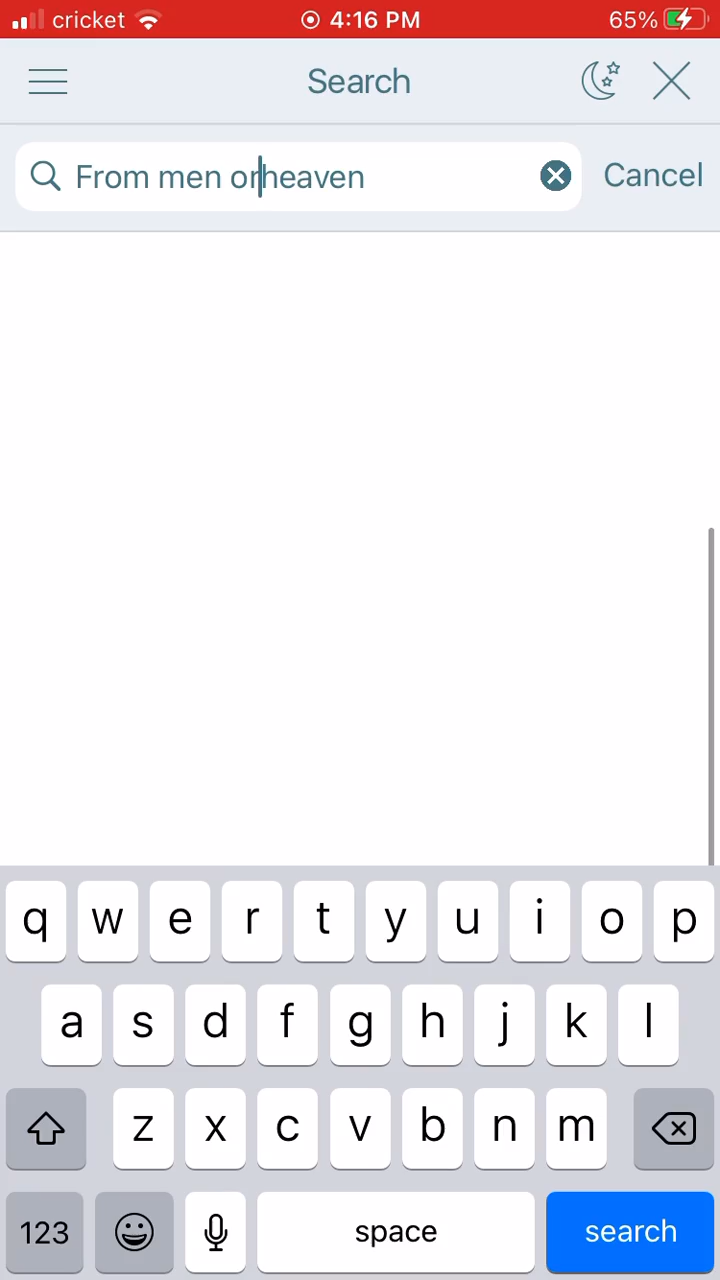 cricket 4:16 PM 65%
Search
From men orheaven Cancel
q w e r t y u i o p
a s d f g h j k l
z x c v b n m
123 space search